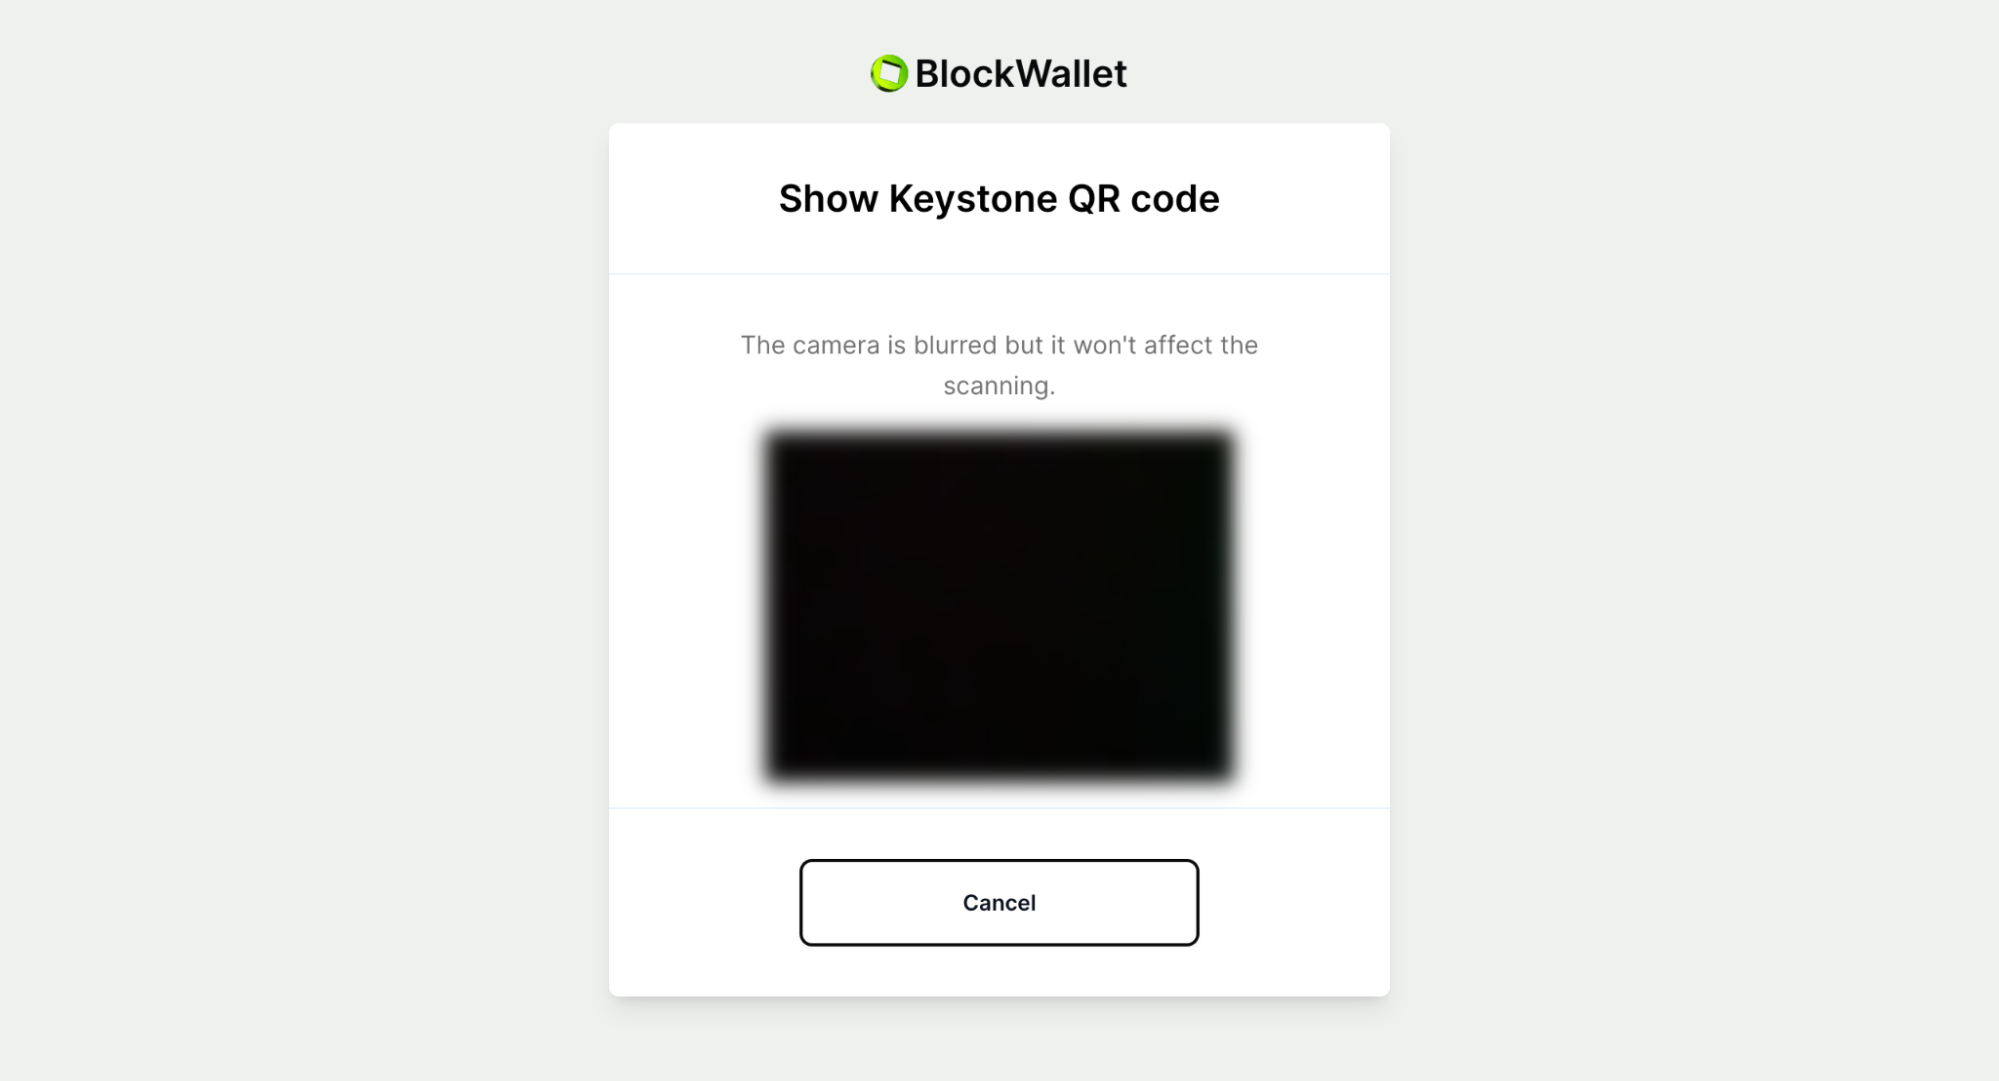 BlockWallet
Show Keystone QR code
The camera is blurred but it won't affect the
scanning.
Cancel